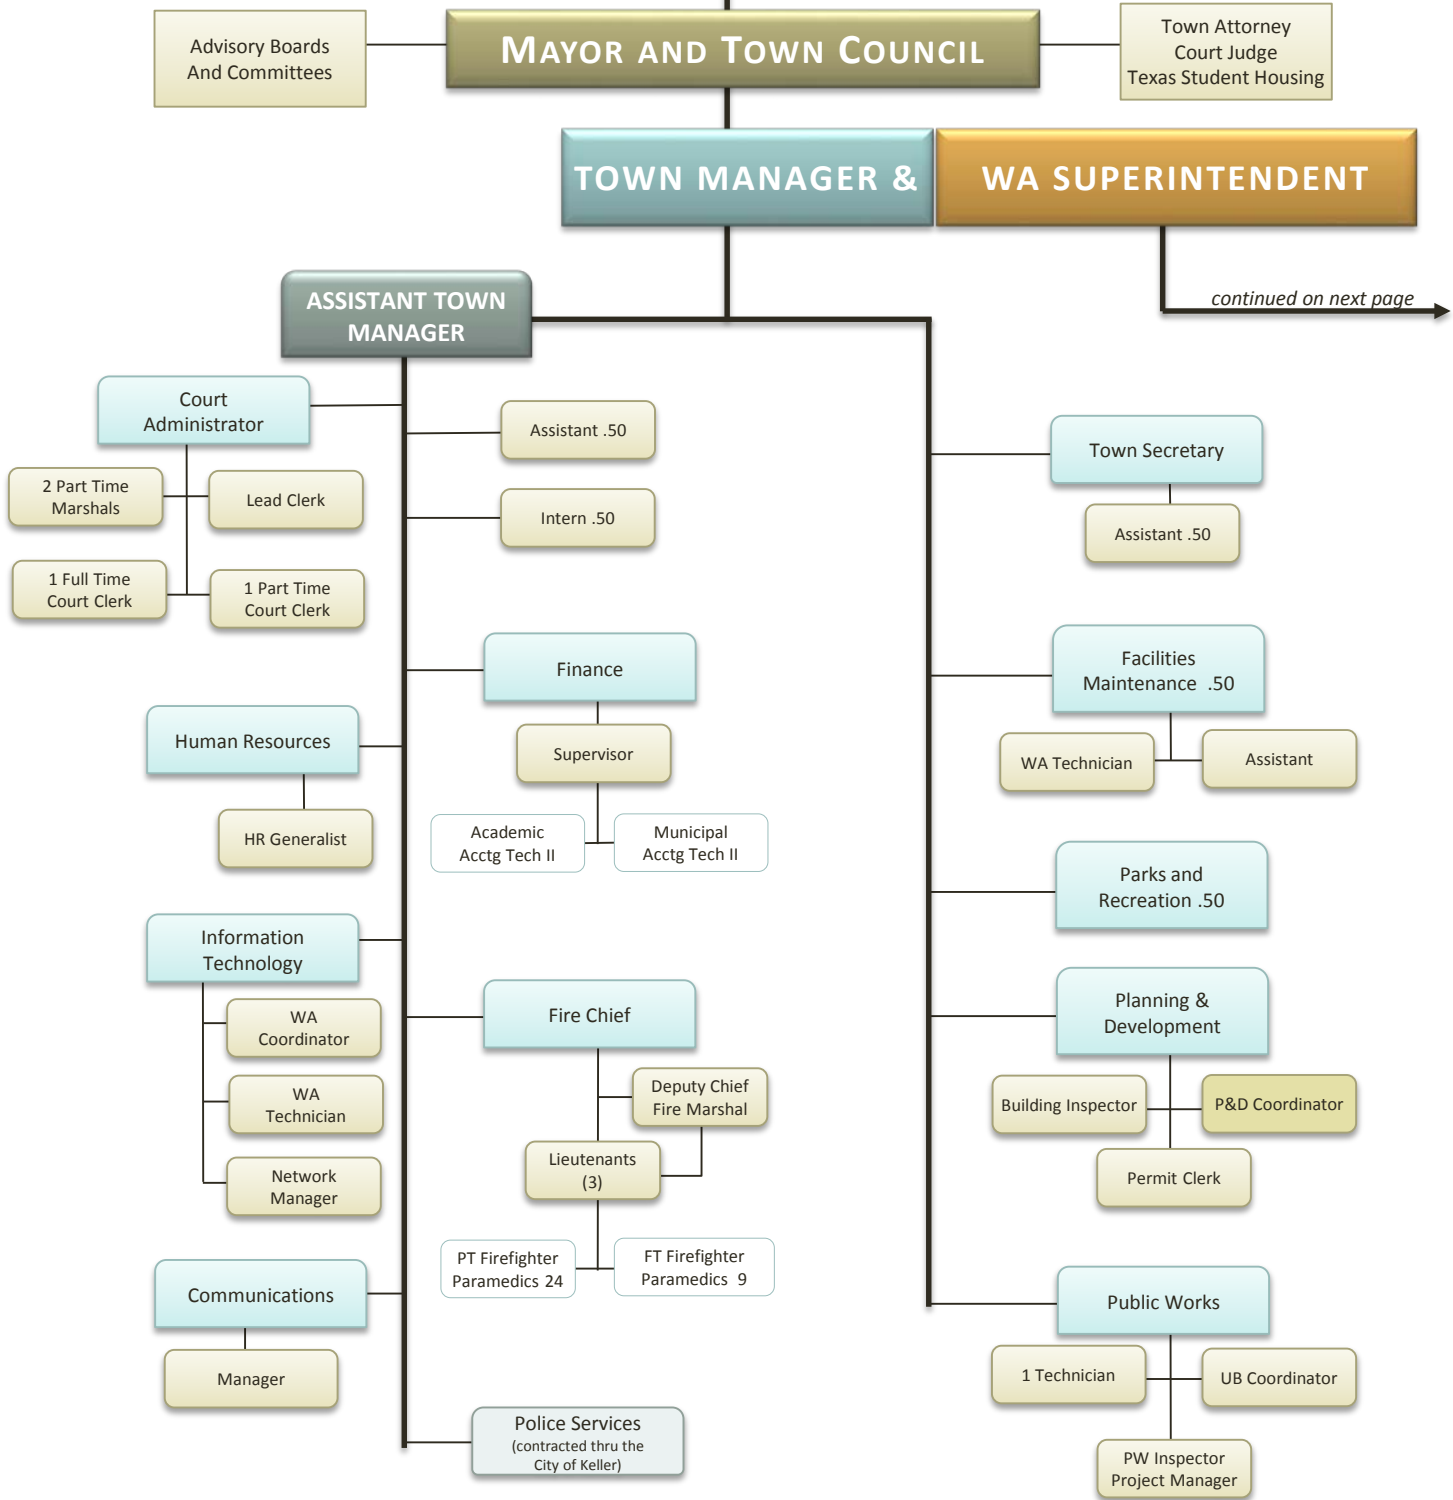 Advisory Boards
And Committees
MAYOR AND TOWN COUNCIL
Town Attorney
Court Judge
Texas Student Housing
TOWN MANAGER &
WA SUPERINTENDENT
continued on next page
ASSISTANT TOWN
MANAGER
Court
Administrator
2 Part Time
Marshals
Lead Clerk
1 Full Time
Court Clerk
1 Part Time
Court Clerk
Assistant .50
Intern .50
Town Secretary
Assistant .50
Finance
Supervisor
Academic
Acctg Tech II
Municipal
Acctg Tech II
Human Resources
HR Generalist
Facilities
Maintenance .50
WA Technician
Assistant
Parks and
Recreation .50
Information
Technology
WA
Coordinator
WA
Technician
Network
Manager
Fire Chief
Deputy Chief
Fire Marshal
Lieutenants
(3)
PT Firefighter
Paramedics 24
FT Firefighter
Paramedics 9
Planning &
Development
Building Inspector
P&D Coordinator
Permit Clerk
Communications
Manager
Public Works
1 Technician
UB Coordinator
PW Inspector
Project Manager
Police Services
(contracted thru the
City of Keller)